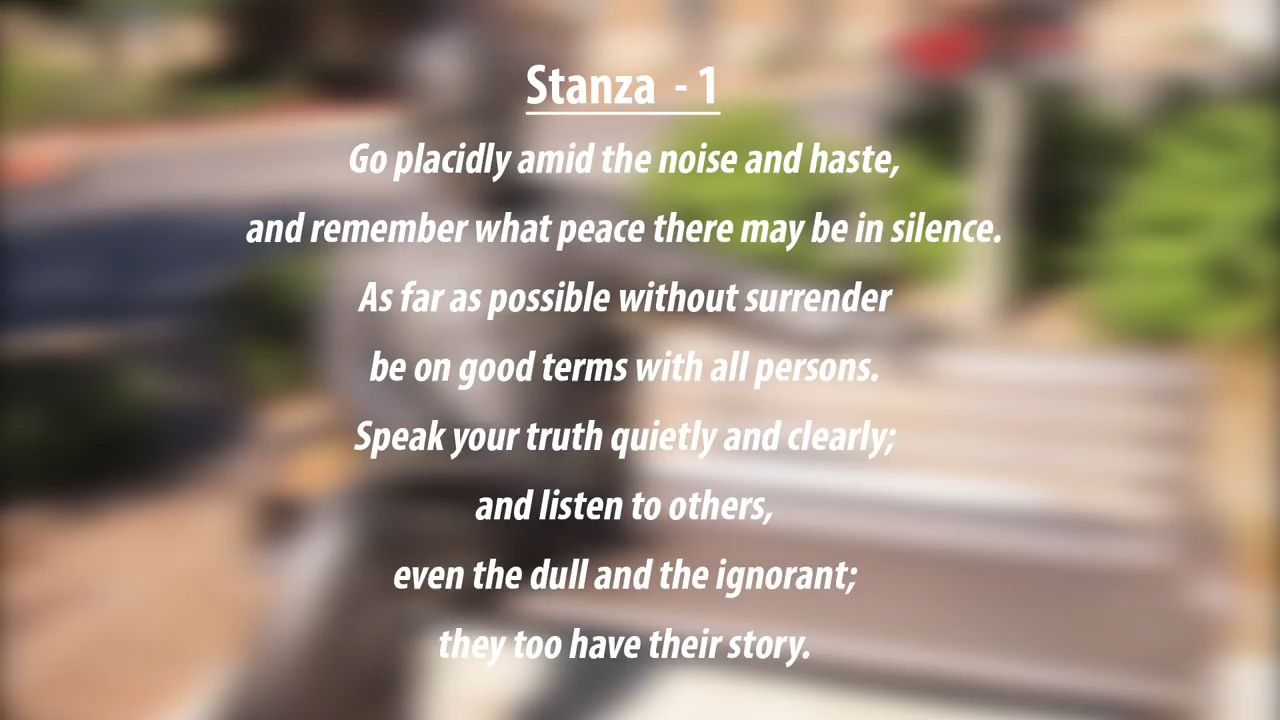 Stanza - 1
Go placidly amid the noise and haste,
and remember what peace there may be in silence.
As far as possible without surrender
be on good terms with all persons.
Speak your truth quietly and clearly;
and listen to others,
even the dull and the ignorant;
they too have their story.